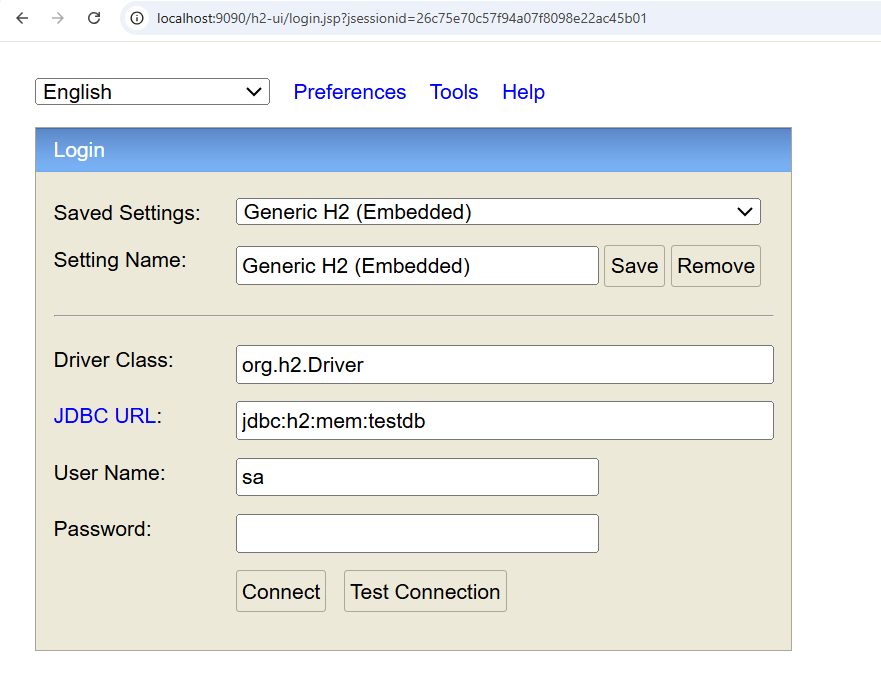 localhost:9090/h2-ui/login.jsp?jsessionid=26c75e70c57f94a07f8098e22ac45b01
English Preferences Tools Help
Login
Saved Settings: Generic H2 (Embedded)
Setting Name: Generic H2 (Embedded) Save Remove
Driver Class: org.h2.Driver
JDBC URL: jdbc:h2:mem:testdb
User Name: sa
Password:
Connect Test Connection